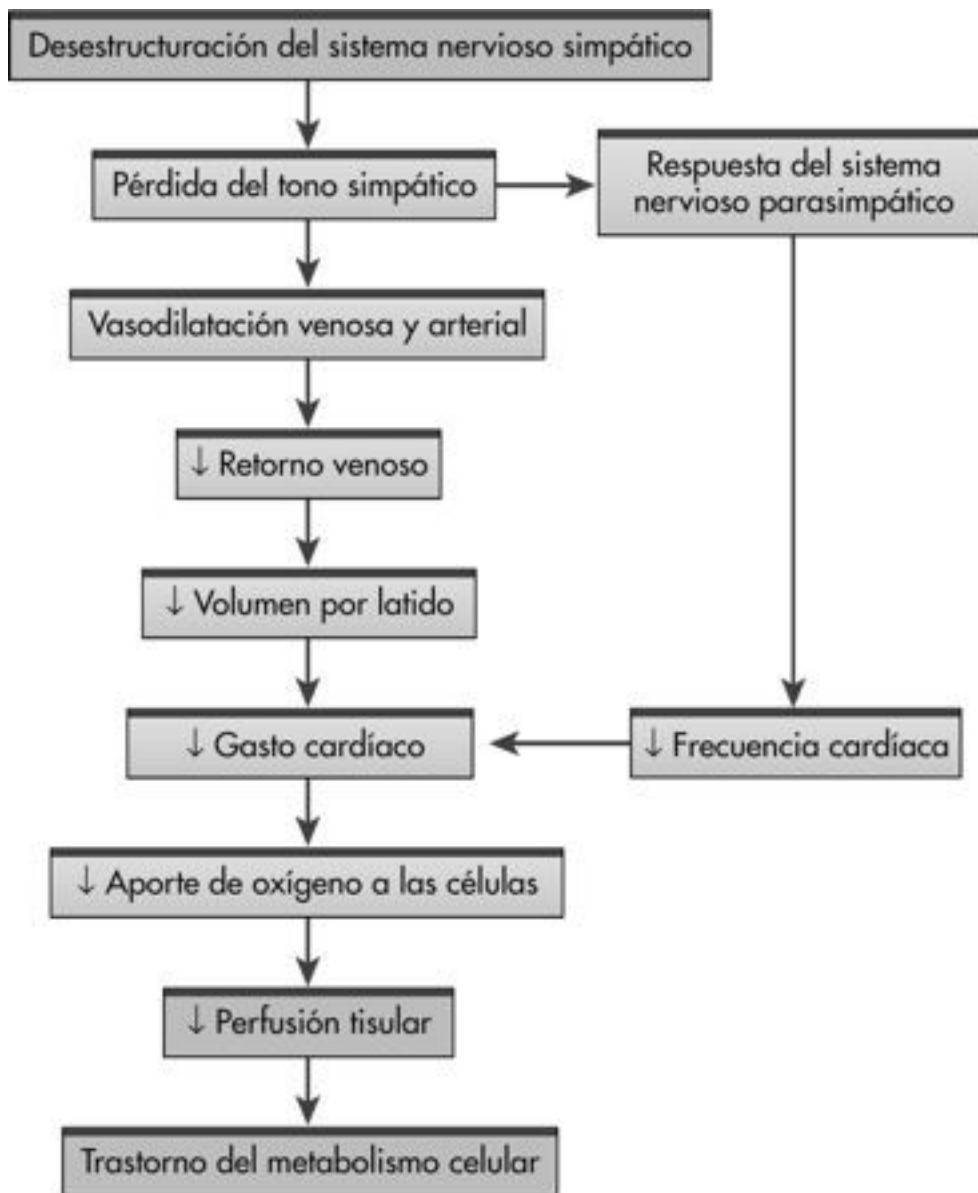 Desestructuración del sistema nervioso simpático
Pérdida del tono simpático
Respuesta del sistema
nervioso parasimpático
Vasodilatación venosa y arterial
↓ Retorno venoso
↓ Volumen por latido
↓ Gasto cardíaco
↓ Frecuencia cardíaca
↓ Aporte de oxígeno a las células
↓ Perfusión tisular
Trastorno del metabolismo celular